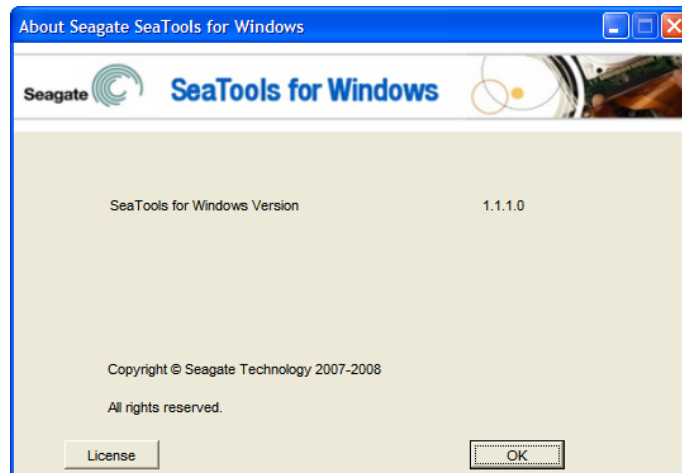 About Seagate SeaTools for Windows
Seagate SeaTools for Windows
SeaTools for Windows Version 1.1.1.0
Copyright © Seagate Technology 2007-2008
All rights reserved.
License OK